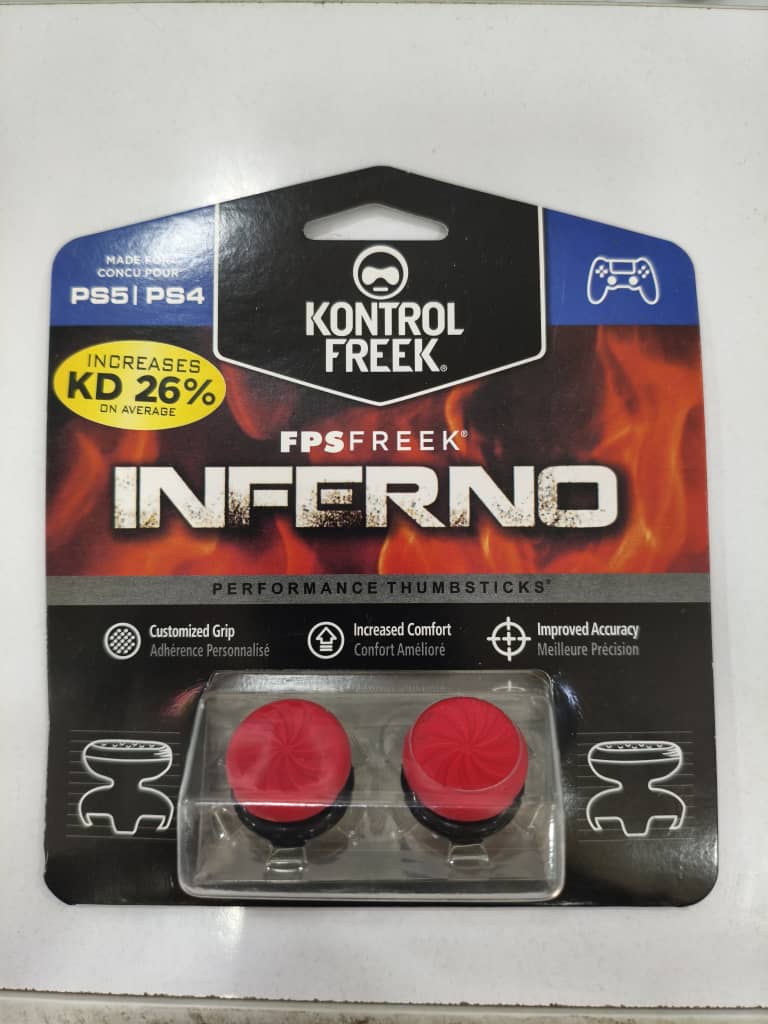 MADE FOR
CONCU POUR
PS5 | PS4
KONTROL
FREEK®
INCREASES
KD 26%
ON AVERAGE
FPSFREEK®
INFERNO
PERFORMANCE THUMBSTICKS®
Customized Grip
Adhérence Personnalisé
Increased Comfort
Confort Amélioré
Improved Accuracy
Meilleure Précision